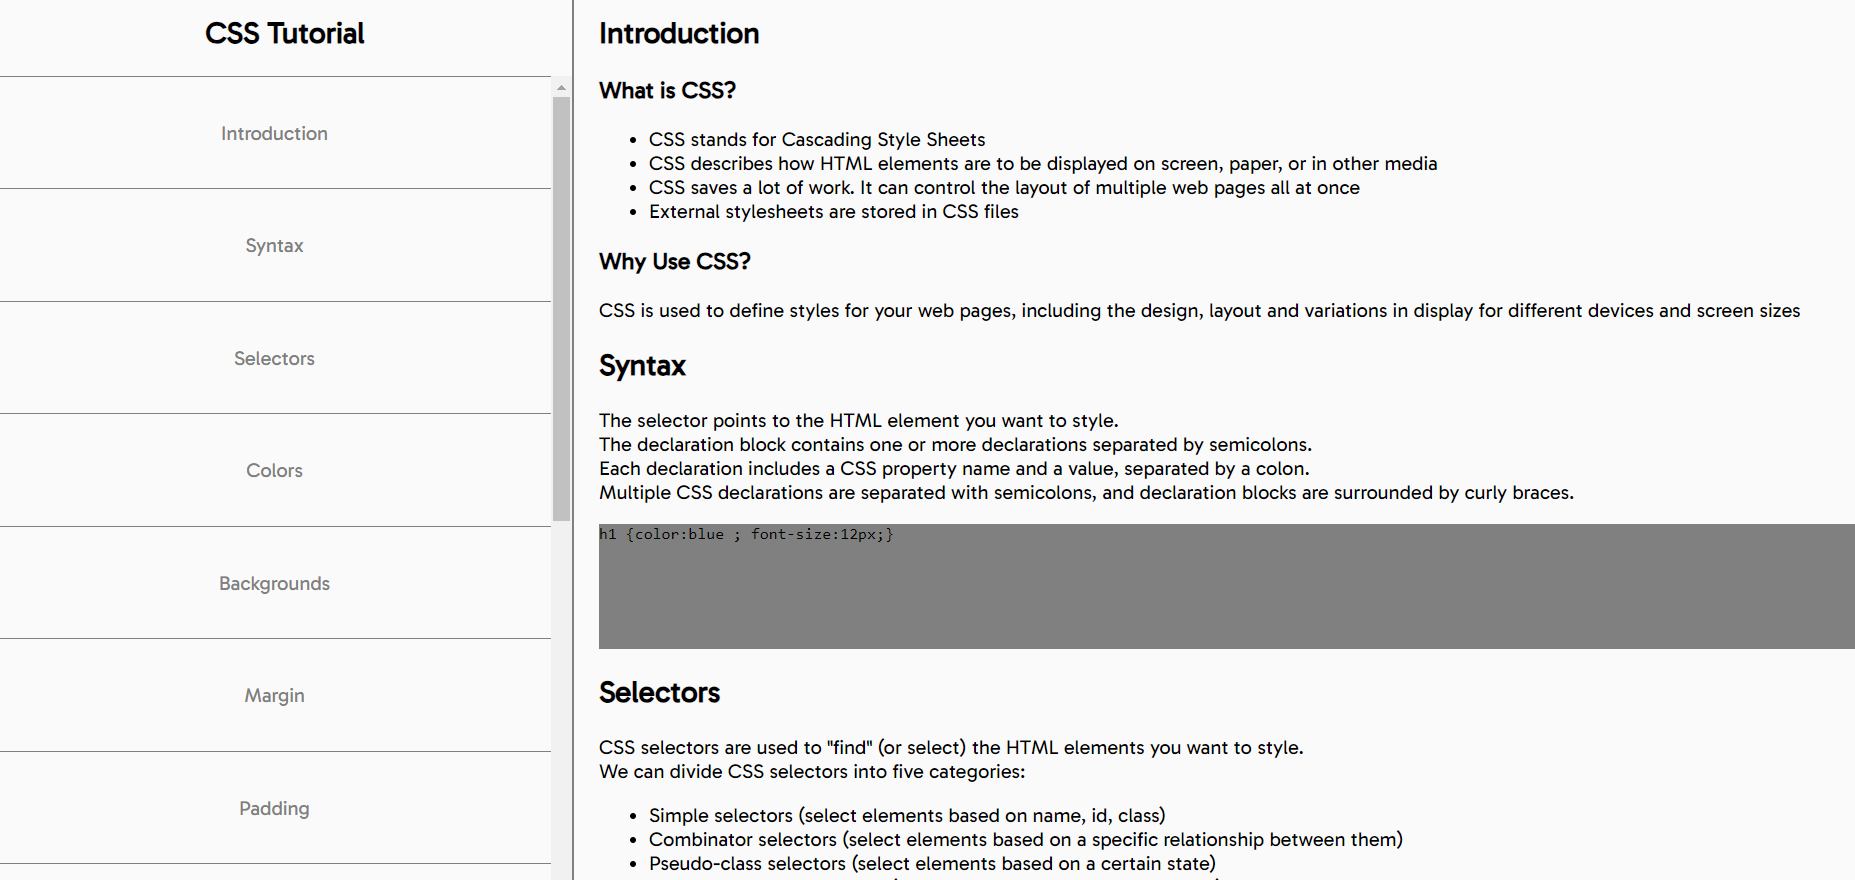 CSS Tutorial
Introduction
Syntax
Selectors
Colors
Backgrounds
Margin
Padding
Introduction
What is CSS?
• CSS stands for Cascading Style Sheets
• CSS describes how HTML elements are to be displayed on screen, paper, or in other media
• CSS saves a lot of work. It can control the layout of multiple web pages all at once
• External stylesheets are stored in CSS files
Why Use CSS?
CSS is used to define styles for your web pages, including the design, layout and variations in display for different devices and screen sizes
Syntax
The selector points to the HTML element you want to style.
The declaration block contains one or more declarations separated by semicolons.
Each declaration includes a CSS property name and a value, separated by a colon.
Multiple CSS declarations are separated with semicolons, and declaration blocks are surrounded by curly braces.
h1 {color:blue ; font-size:12px;}
Selectors
CSS selectors are used to "find" (or select) the HTML elements you want to style.
We can divide CSS selectors into five categories:
• Simple selectors (select elements based on name, id, class)
• Combinator selectors (select elements based on a specific relationship between them)
• Pseudo-class selectors (select elements based on a certain state)